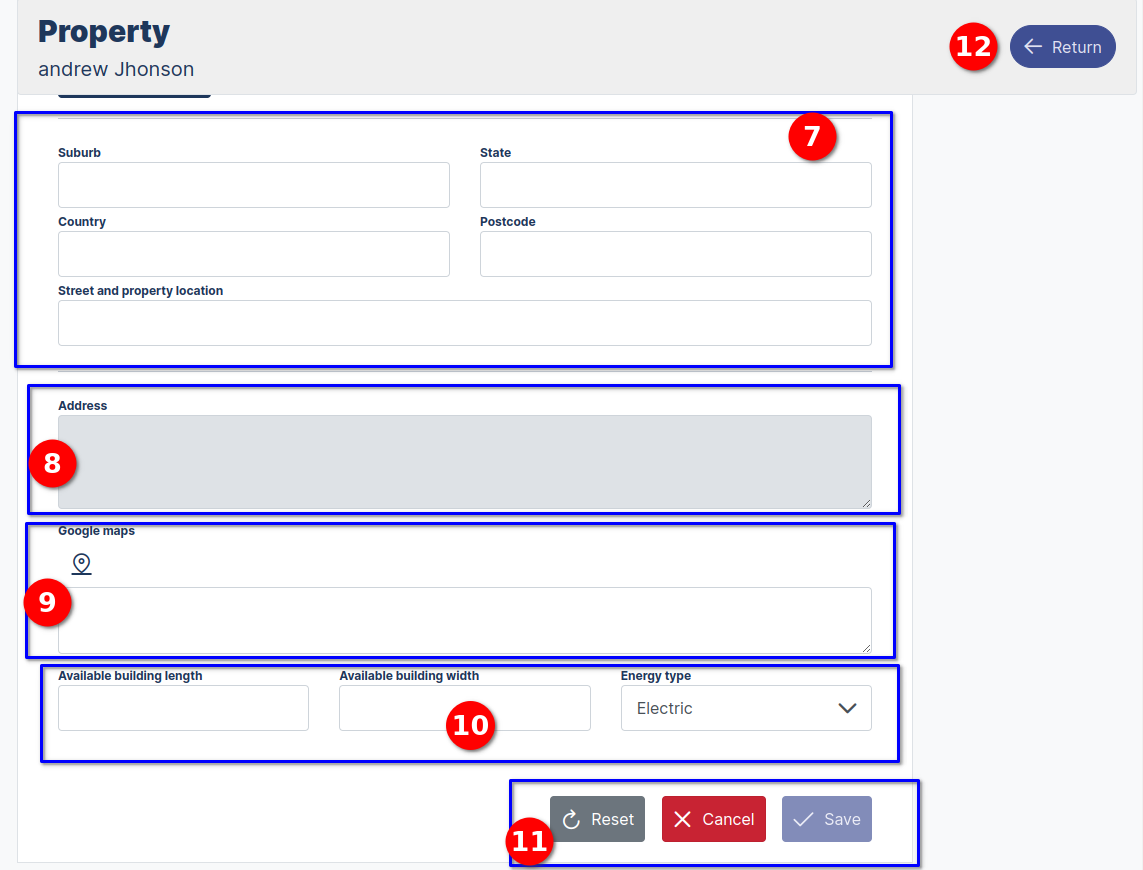 Property
andrew Jhonson
12
Return
7
Suburb
State
Country
Postcode
Street and property location
Address
8
Google maps
9
Available building length
Available building width
Energy type
Electric
10
Reset
Cancel
Save
11